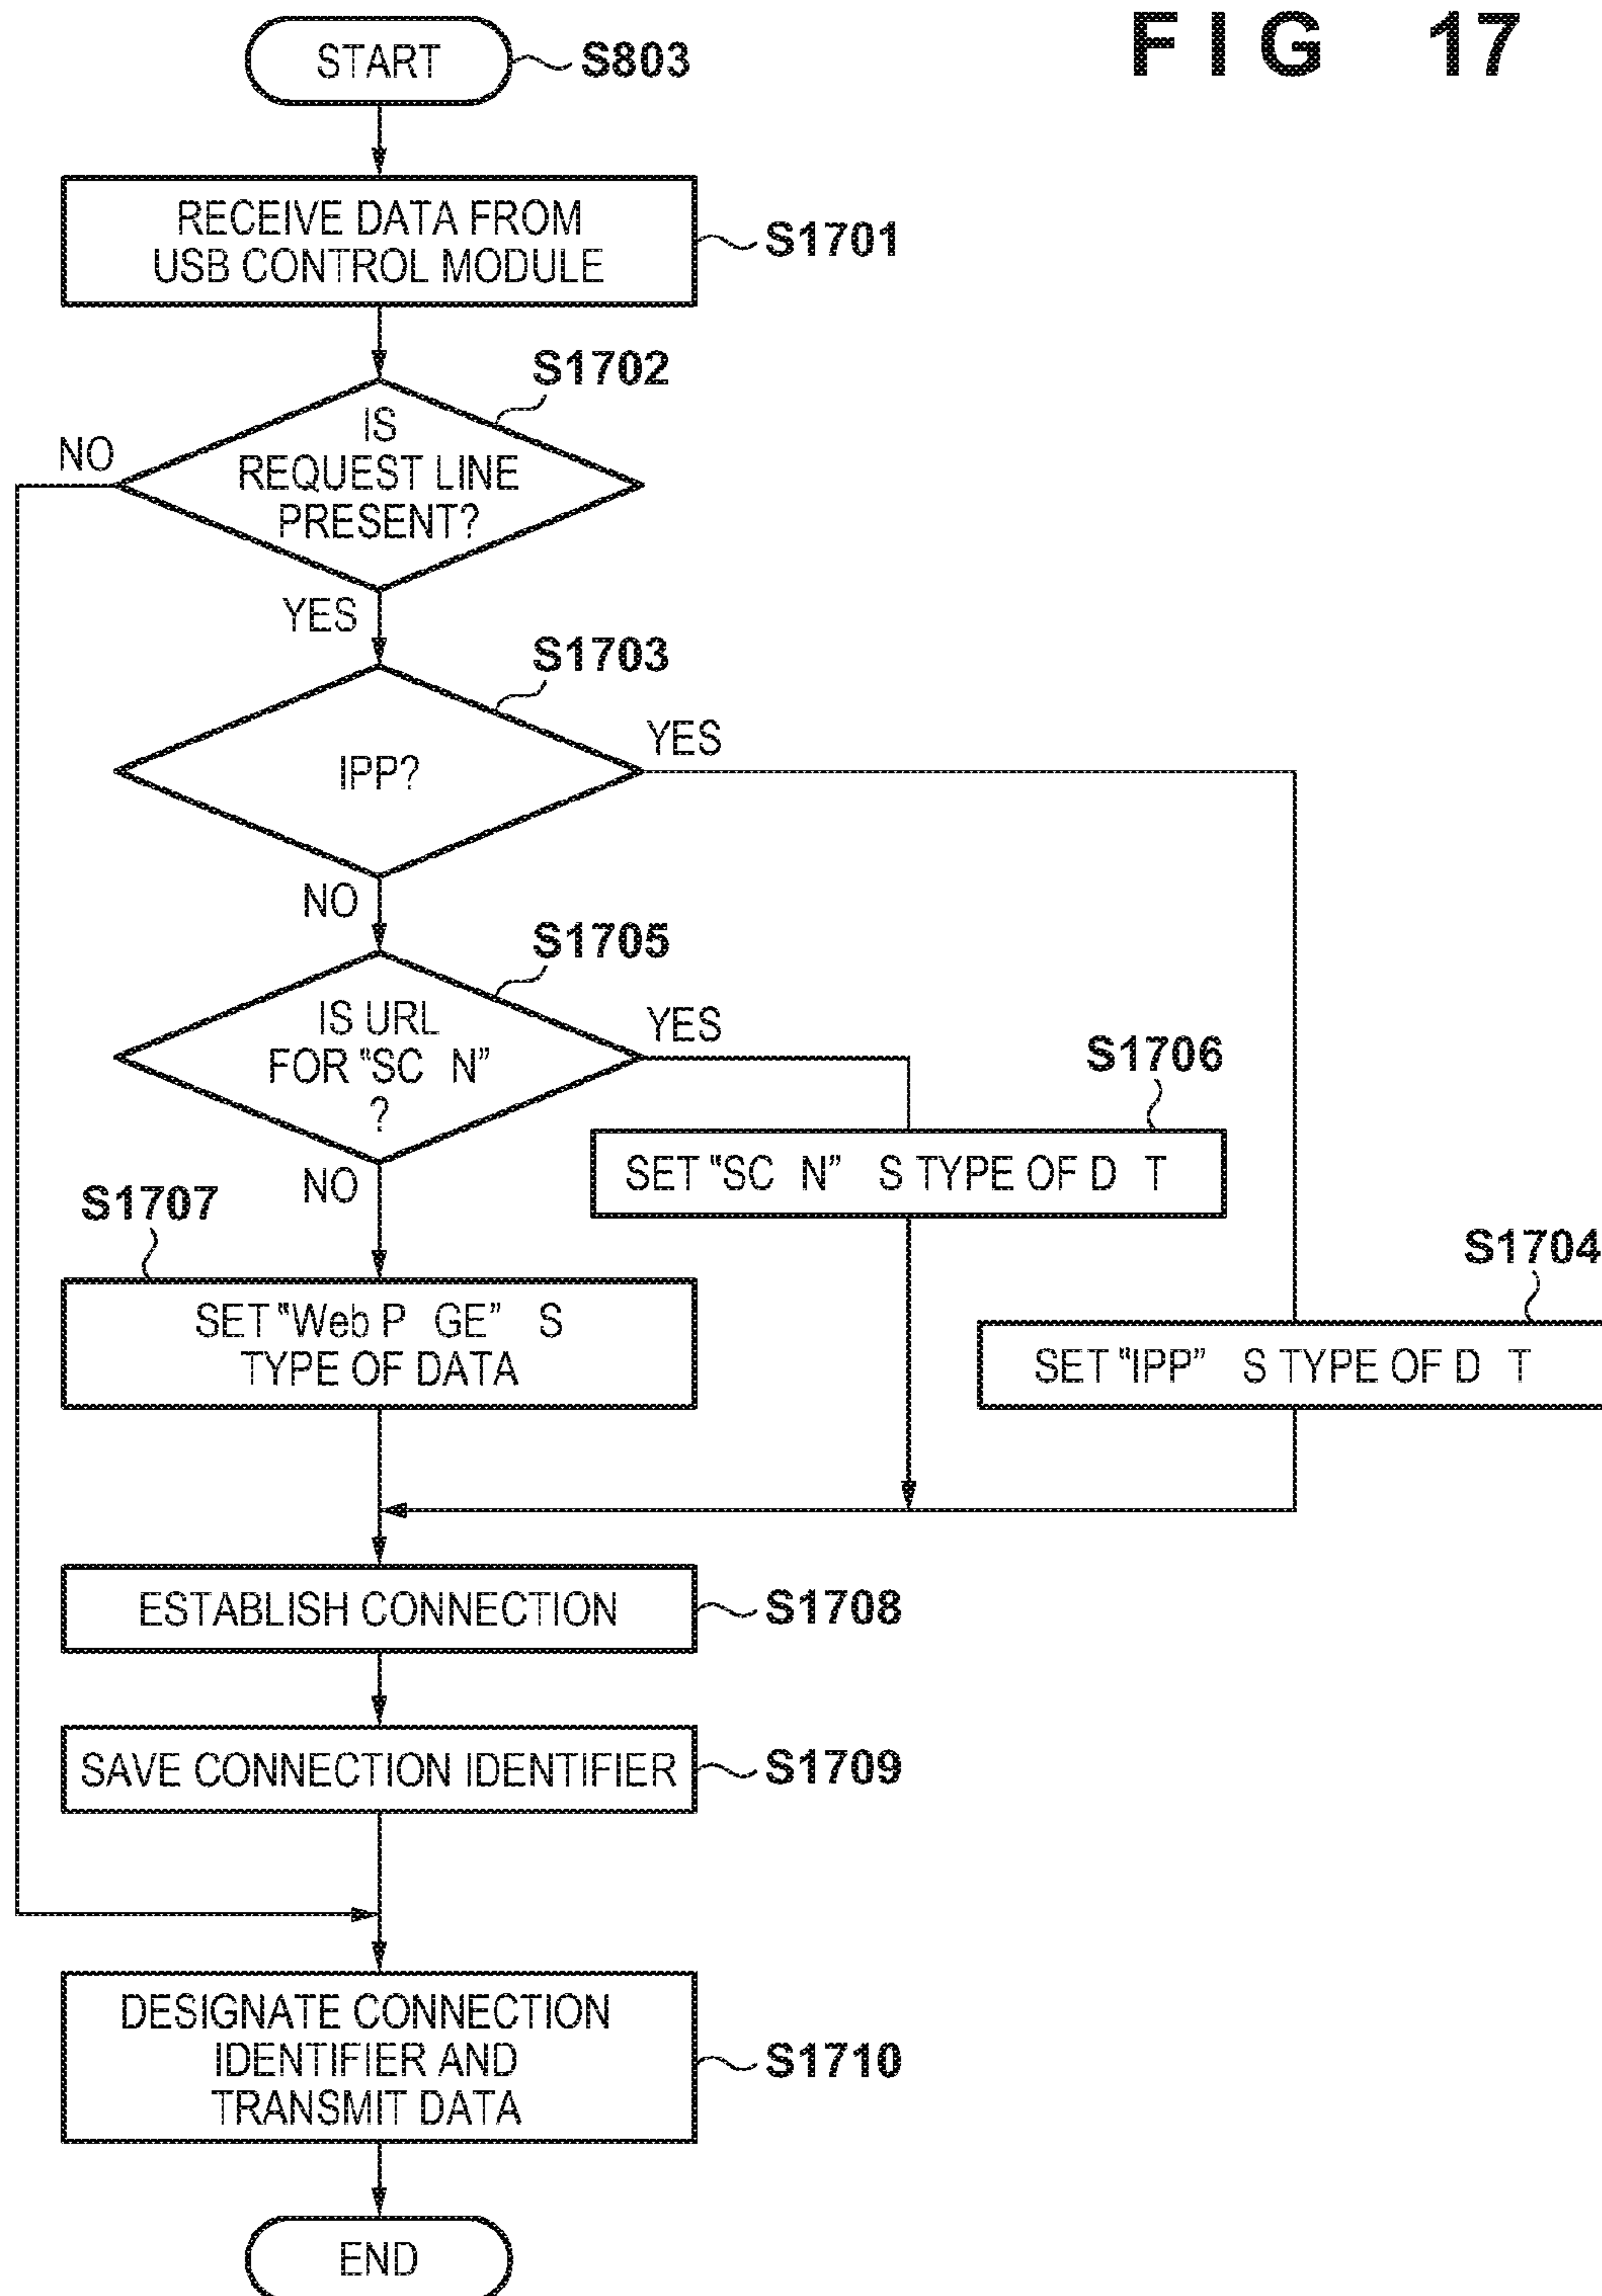 FIG 17
START
S803
RECEIVE DATA FROM
USB CONTROL MODULE
S1701
S1702
IS
REQUEST LINE
PRESENT?
NO
YES
S1703
IPP?
YES
NO
S1705
IS URL
FOR "SC N"
?
YES
NO
S1706
SET "SC N" S TYPE OF D T
S1704
SET "IPP" S TYPE OF D T
S1707
SET "Web P GE" S
TYPE OF DATA
ESTABLISH CONNECTION
S1708
SAVE CONNECTION IDENTIFIER
S1709
DESIGNATE CONNECTION
IDENTIFIER AND
TRANSMIT DATA
S1710
END